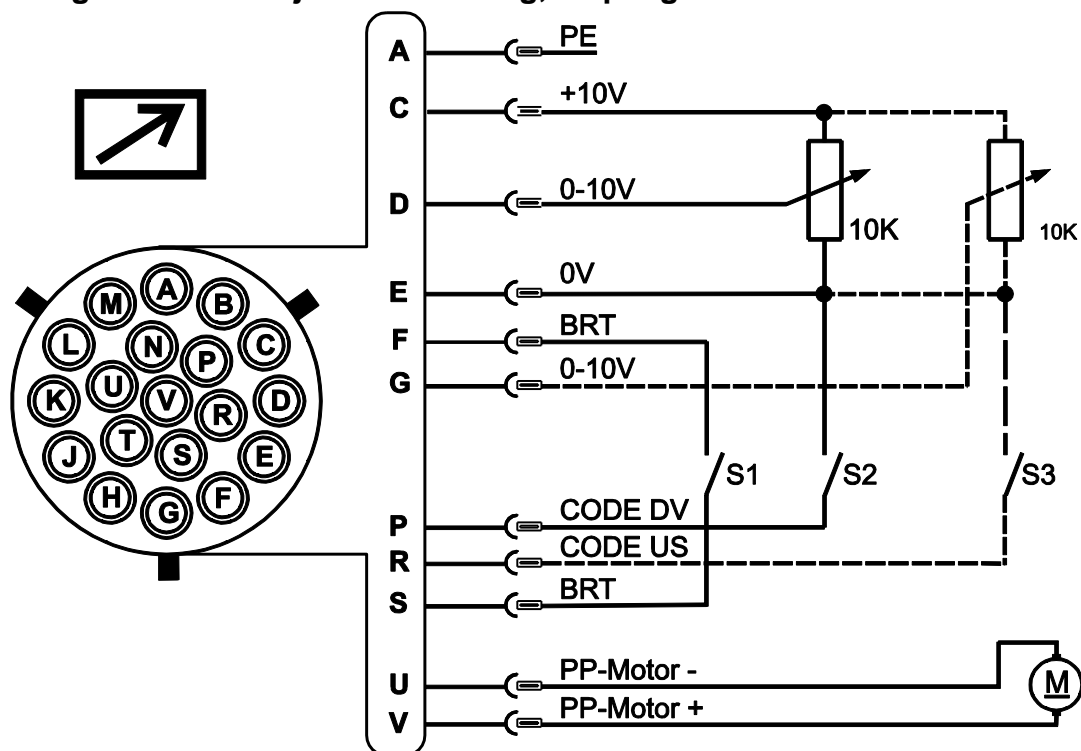 A PE
C +10V
D 0-10V
10K
10K
E 0V
F BRT
G 0-10V
S1 S2 S3
P CODE DV
R CODE US
S BRT
U PP-Motor -
V PP-Motor +
M
A
M B
L N P C
K U V R D
T S
J E
H G F